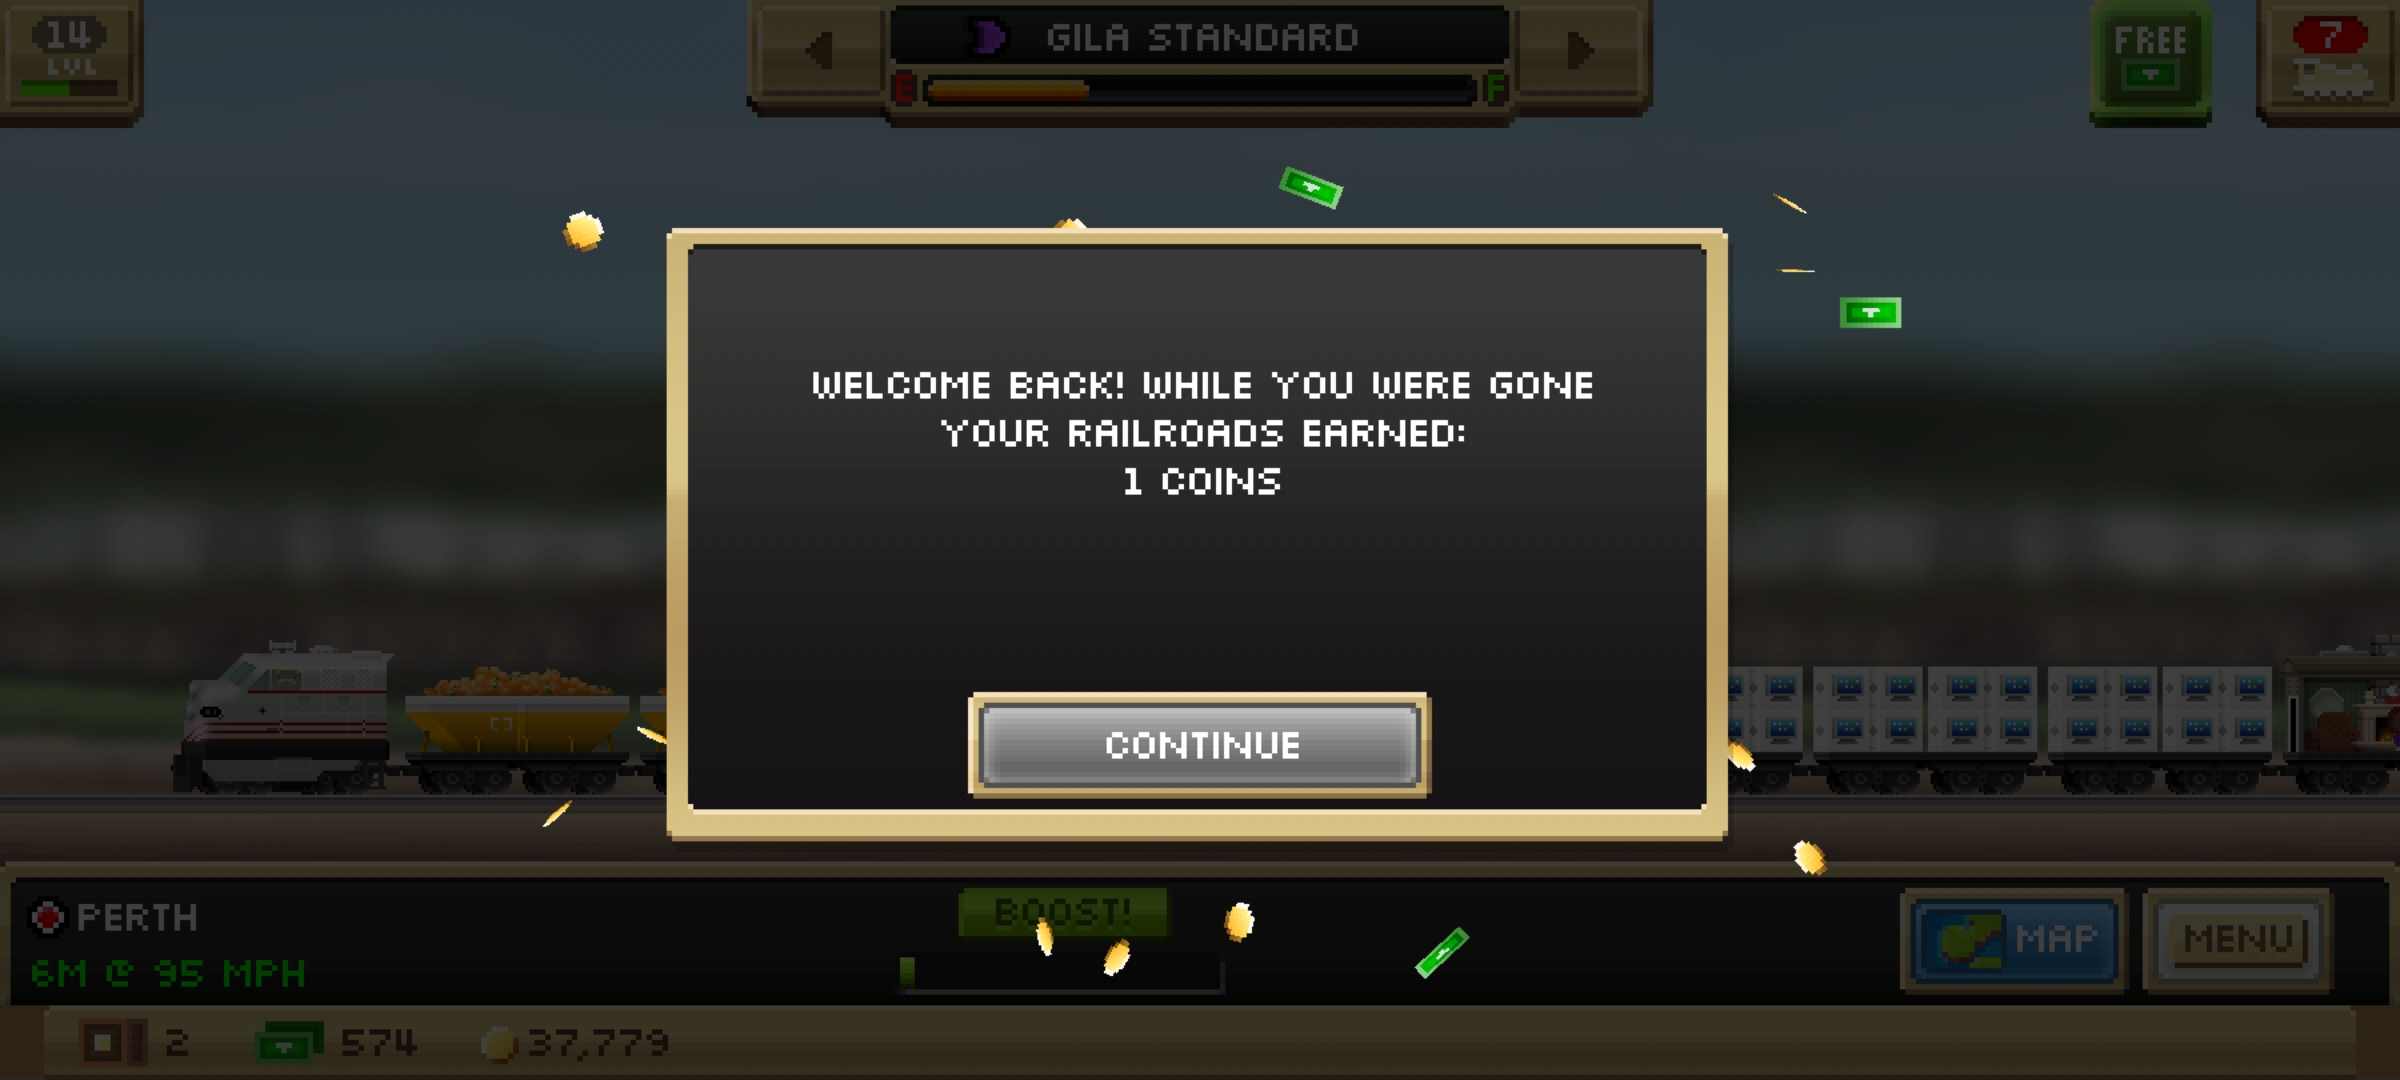 14
LVL
GILA STANDARD
E
F
FREE
7
WELCOME BACK! WHILE YOU WERE GONE
YOUR RAILROADS EARNED:
1 COINS
CONTINUE
PERTH
6M @ 95 MPH
BOOST!
MAP
MENU
2
574
37,779